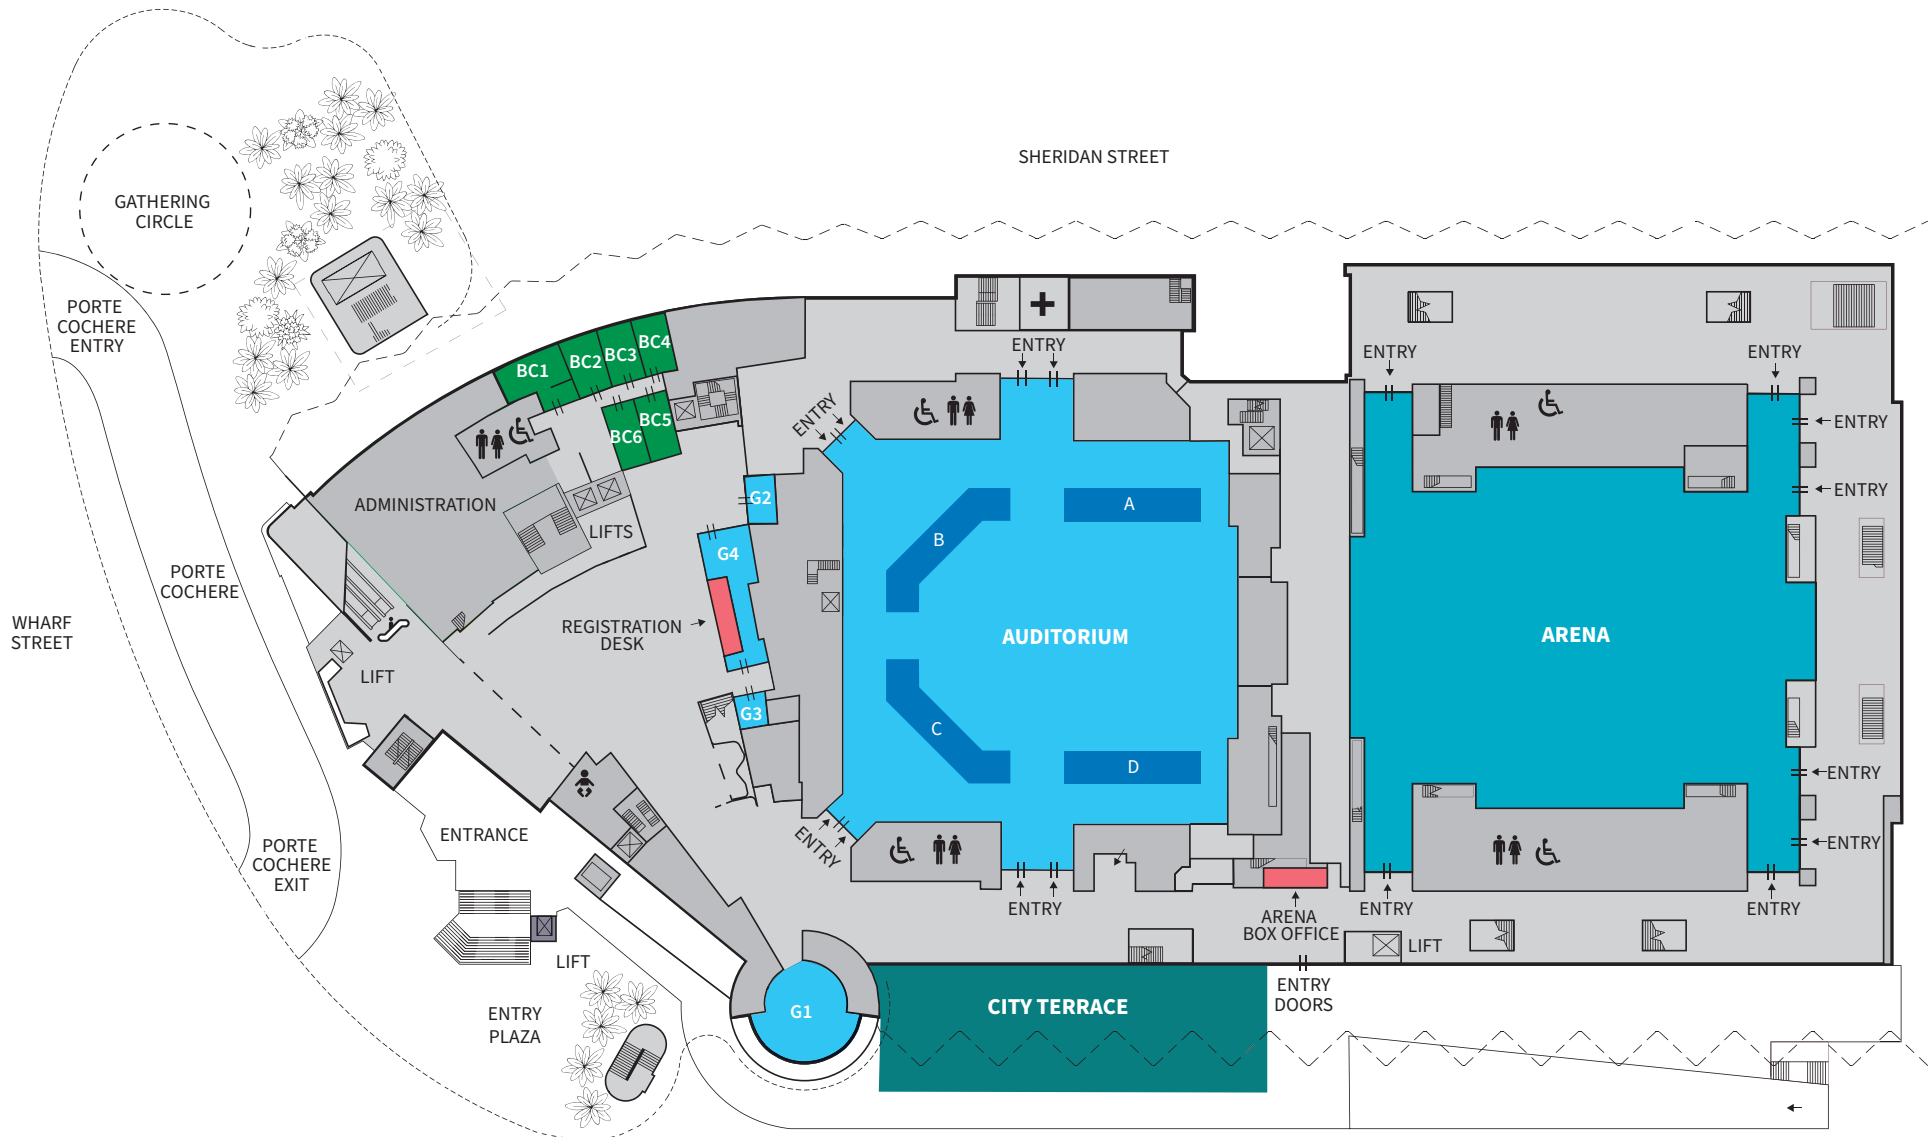 SHERIDAN STREET
GATHERING
CIRCLE
PORTE
COCHERE
ENTRY
BC1
BC2
BC3
BC4
BC5
BC6
ENTRY
ENTRY
ENTRY
ENTRY
ENTRY
ENTRY
ADMINISTRATION
LIFTS
G2
G4
A
B
PORTE
COCHERE
WHARF
STREET
REGISTRATION
DESK
AUDITORIUM
ARENA
LIFT
G3
C
D
ENTRY
ENTRY
ENTRANCE
ENTRY
PORTE
COCHERE
EXIT
ENTRY
ARENA
BOX OFFICE
ENTRY
ENTRY
LIFT
LIFT
ENTRY
DOORS
ENTRY
PLAZA
G1
CITY TERRACE